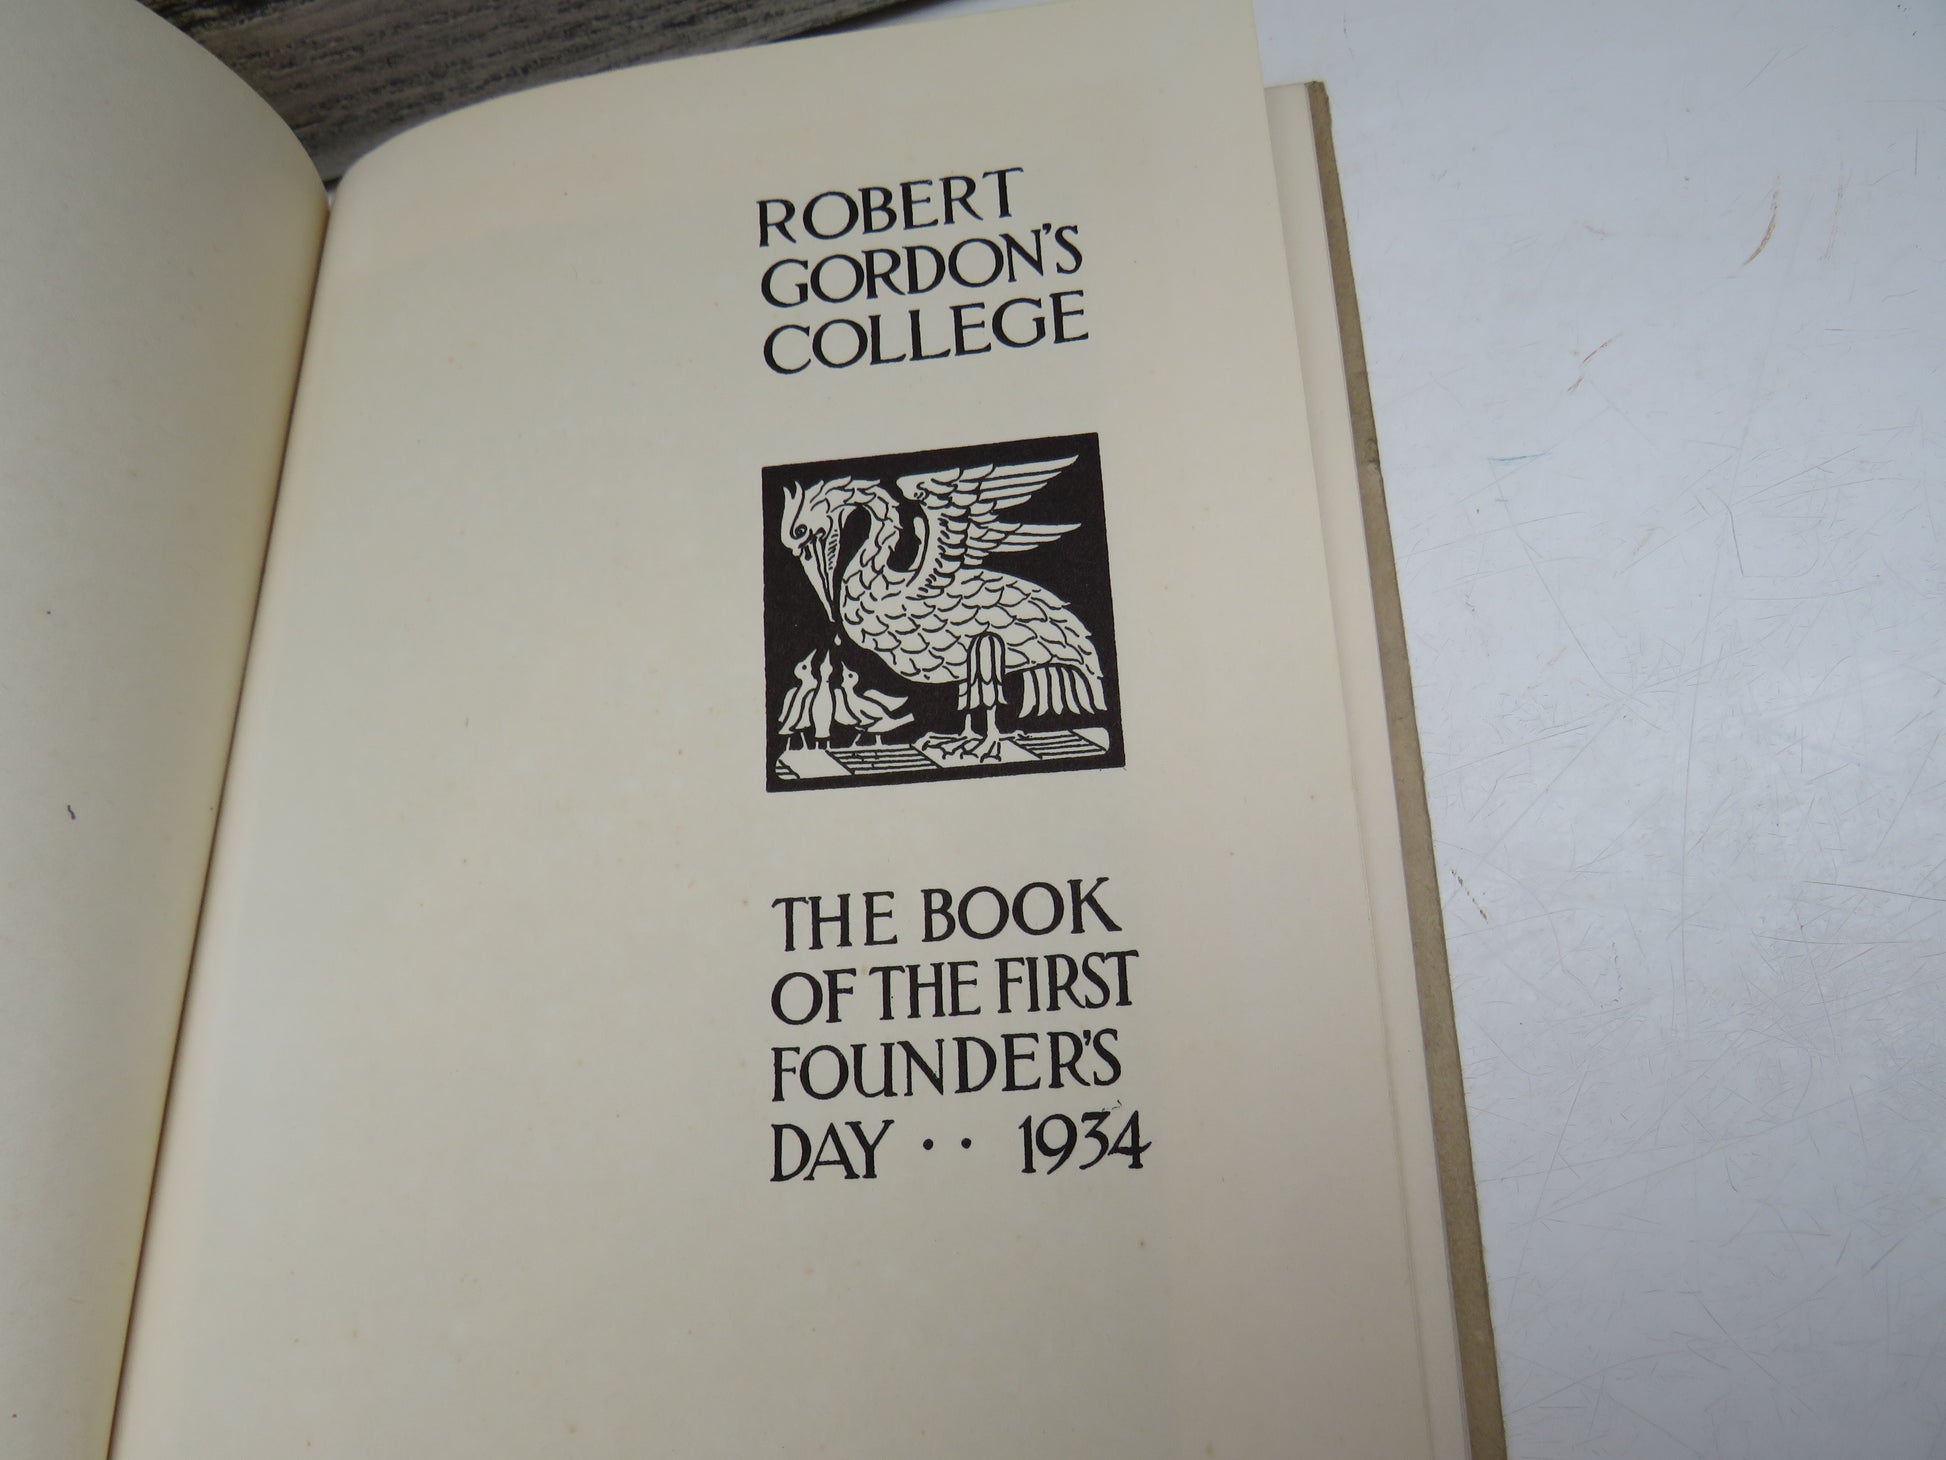 ROBERT
GORDON'S
COLLEGE
THE BOOK
OF THE FIRST
FOUNDER'S
DAY · · 1934